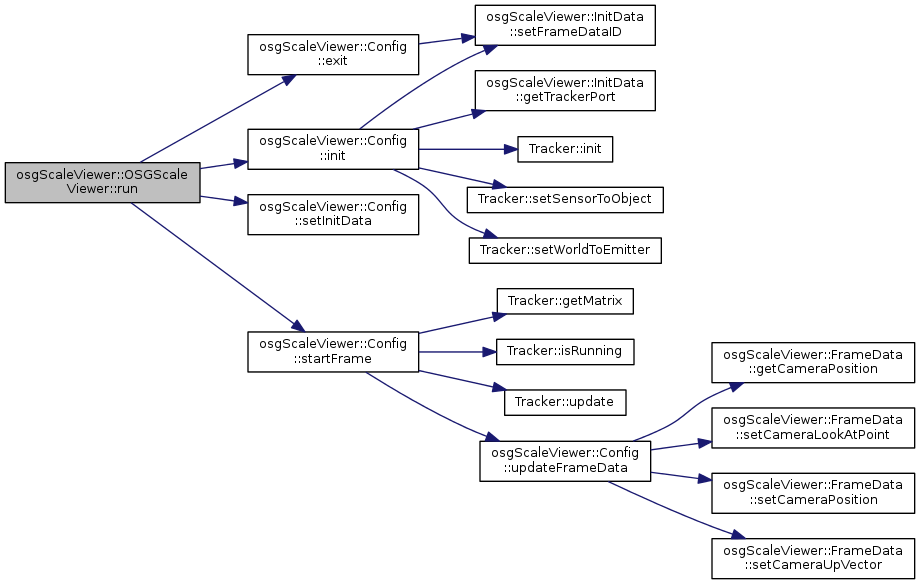 osgScaleViewer::OSGScale
Viewer::run
osgScaleViewer::Config
::exit
osgScaleViewer::Config
::init
osgScaleViewer::Config
::setInitData
osgScaleViewer::Config
::startFrame
osgScaleViewer::InitData
::setFrameDataID
osgScaleViewer::InitData
::getTrackerPort
Tracker::init
Tracker::setSensorToObject
Tracker::setWorldToEmitter
Tracker::getMatrix
Tracker::isRunning
Tracker::update
osgScaleViewer::Config
::updateFrameData
osgScaleViewer::FrameData
::getCameraPosition
osgScaleViewer::FrameData
::setCameraLookAtPoint
osgScaleViewer::FrameData
::setCameraPosition
osgScaleViewer::FrameData
::setCameraUpVector